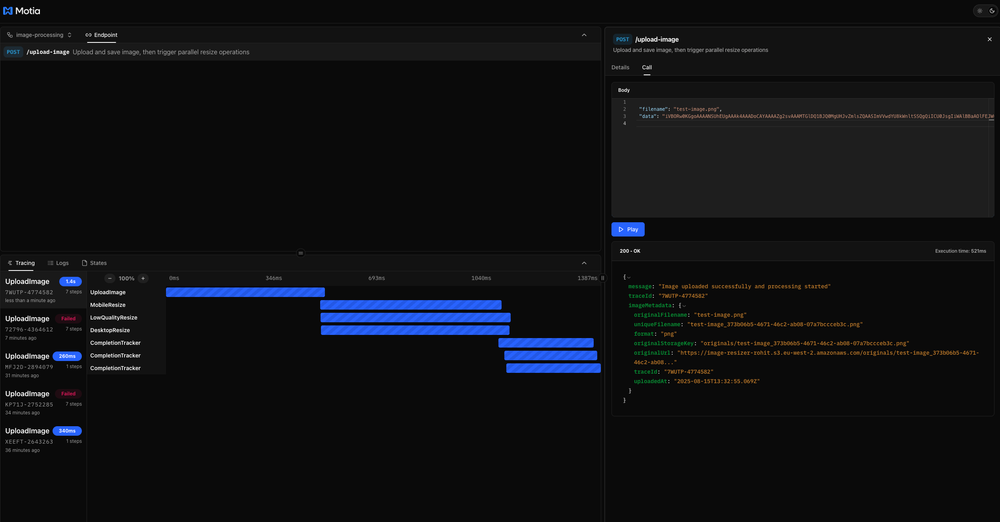 Motia
image-processing
Endpoint
POST /upload-image Upload and save image, then trigger parallel resize operations
Tracing
Logs
States
UploadImage 1.4s
7WUTP-4774582 7 steps
less than a minute ago
UploadImage Failed
72796-4364612 7 steps
7 minutes ago
UploadImage 260ms
MFJ2O-2894079 1 steps
31 minutes ago
UploadImage Failed
KP71J-2752285 7 steps
34 minutes ago
UploadImage 340ms
XEEFT-2643263 1 steps
36 minutes ago
− 100% +
0ms 346ms 693ms 1040ms 1387ms
UploadImage
MobileResize
LowQualityResize
DesktopResize
CompletionTracker
CompletionTracker
CompletionTracker
POST /upload-image
Upload and save image, then trigger parallel resize operations
Details
Call
Body
1
2 "filename": "test-image.png",
3 "data":
4
Play
200 - OK
Execution time: 521ms
{
message: "Image uploaded successfully and processing started"
traceId: "7WUTP-4774582"
imageMetadata: {
originalFilename: "test-image.png"
uniqueFilename: "test-image_373b06b5-4671-46c2-ab08-07a7bccceb3c.png"
format: "png"
originalStorageKey: "originals/test-image_373b06b5-4671-46c2-ab08-07a7bccceb3c.png"
originalUrl: "https://image-resizer-rohit.s3.eu-west-2.amazonaws.com/originals/test-image_373b06b5-4671-
46c2-ab08..."
traceId: "7WUTP-4774582"
uploadedAt: "2025-08-15T13:32:55.069Z"
}
}